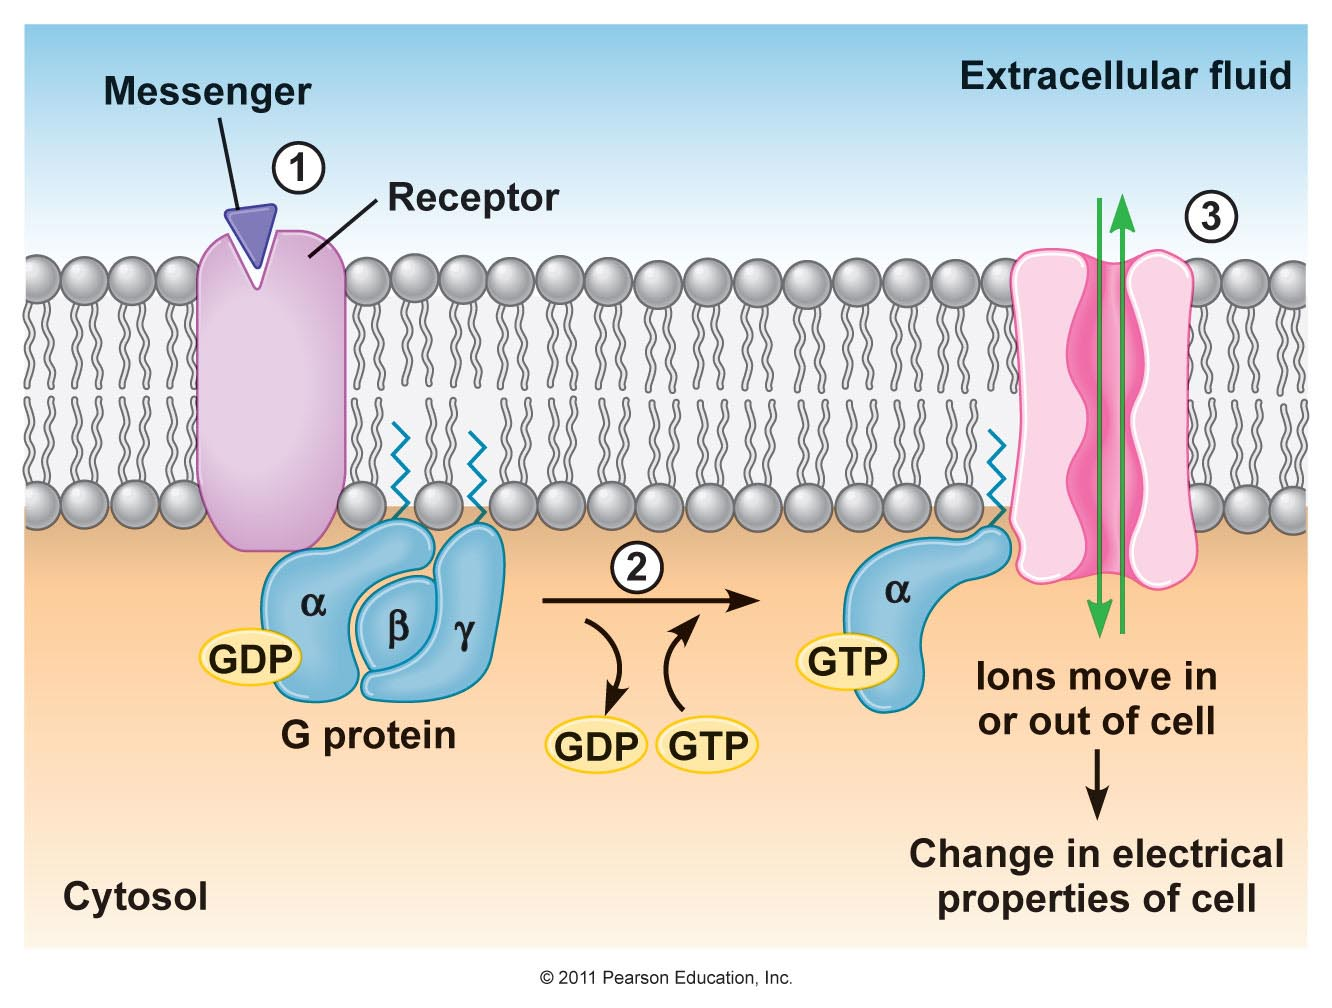 Messenger
Extracellular fluid
1
Receptor
3
2
α
β
γ
GDP
G protein
GDP
GTP
α
GTP
Ions move in
or out of cell
Change in electrical
properties of cell
Cytosol
© 2011 Pearson Education, Inc.